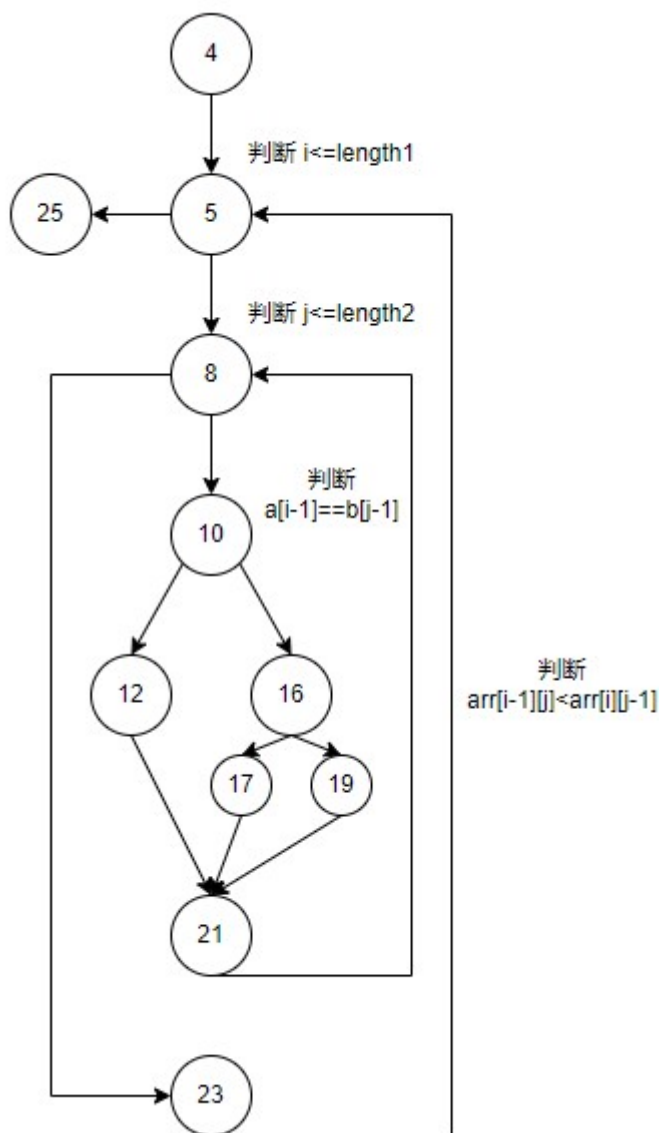 4
判断 i<=length1
25
5
判断 j<=length2
8
判断
a[i-1]==b[j-1]
10
12
16
判断
arr[i-1][j]<arr[i][j-1]
17
19
21
23